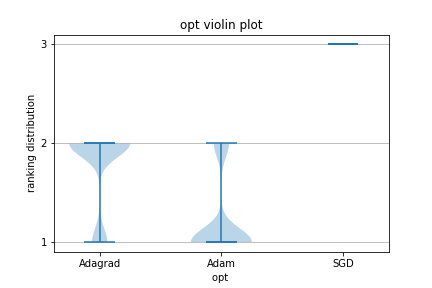 opt violin plot
ranking distribution
3
2
1
Adagrad Adam SGD
opt